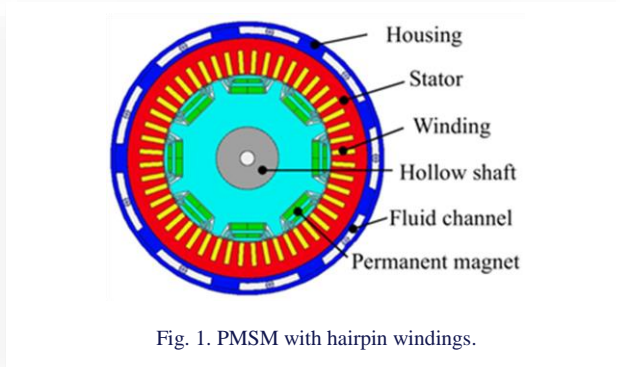 Housing
Stator
Winding
Hollow shaft
Fluid channel
Permanent magnet
Fig. 1. PMSM with hairpin windings.